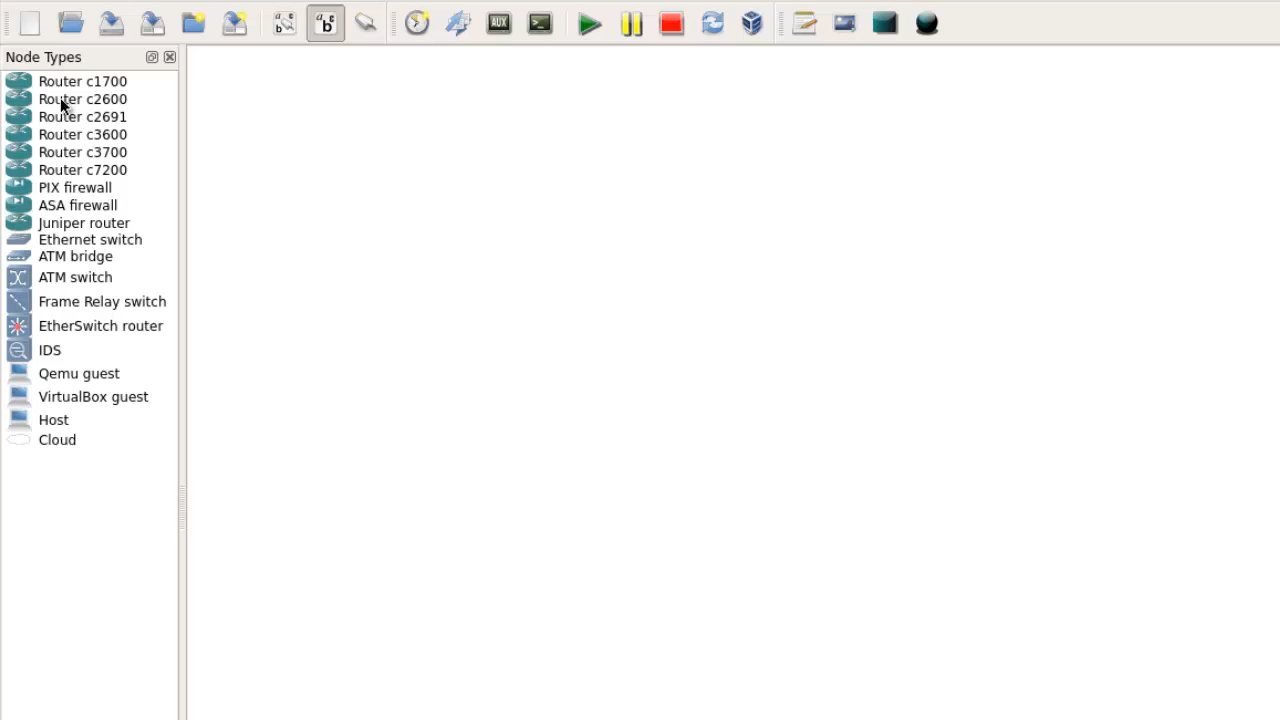 a c
b
a c
b
AUX
Node Types
Router c1700
Router c2600
Router c2691
Router c3600
Router c3700
Router c7200
PIX firewall
ASA firewall
Juniper router
Ethernet switch
ATM bridge
ATM switch
Frame Relay switch
EtherSwitch router
IDS
Qemu guest
VirtualBox guest
Host
Cloud